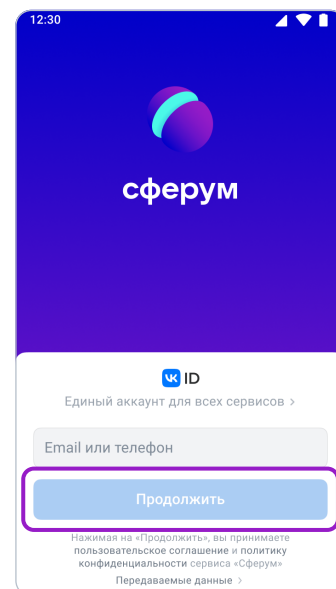 12:30
сферум
VK ID
Единый аккаунт для всех сервисов >
Email или телефон
Продолжить
Нажимая на «Продолжить», вы принимаете
пользовательское соглашение и политику
конфиденциальности сервиса «Сферум»
Передаваемые данные >